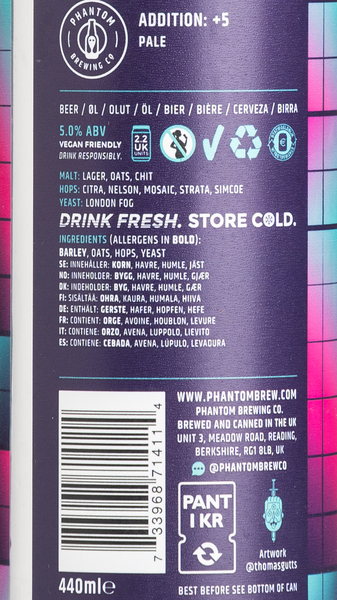 PHANTOM
BREWING CO
ADDITION: +5
PALE
BEER / ØL / OLUT / ÖL / BIER / BIÈRE / CERVEZA / BIRRA
5.0% ABV
VEGAN FRIENDLY
DRINK RESPONSIBLY.
2.2
UK
UNITS
MALT: LAGER, OATS, CHIT
HOPS: CITRA, NELSON, MOSAIC, STRATA, SIMCOE
YEAST: LONDON FOG
DRINK FRESH. STORE COLD.
INGREDIENTS (ALLERGENS IN BOLD):
BARLEY, OATS, HOPS, YEAST
SE: INNEHÅLLER: KORN, HAVRE, HUMLE, JÄST
NO: INNEHOLDER: BYGG, HAVRE, HUMLE, GJÆR
DK: INDEHOLDER: BYG, HAVRE, HUMLE, GÆR
FI: SISÄLTÄÄ: OHRA, KAURA, HUMALA, HIIVA
DE: ENTHÄLT: GERSTE, HAFER, HOPFEN, HEFE
FR: CONTIENT: ORGE, AVOINE, HOUBLON, LEVURE
IT: CONTIENE: ORZO, AVENA, LUPPOLO, LIEVITO
ES: CONTIENE: CEBADA, AVENA, LÚPULO, LEVADURA
7 339687 141 1 4
440ml℮
WWW.PHANTOMBREW.COM
PHANTOM BREWING CO.
BREWED AND CANNED IN THE UK
UNIT 3, MEADOW ROAD, READING,
BERKSHIRE, RG1 8LB, UK
@PHANTOMBREWCO
PANT
1 KR
Artwork
@thomasgutts
BEST BEFORE SEE BOTTOM OF CAN